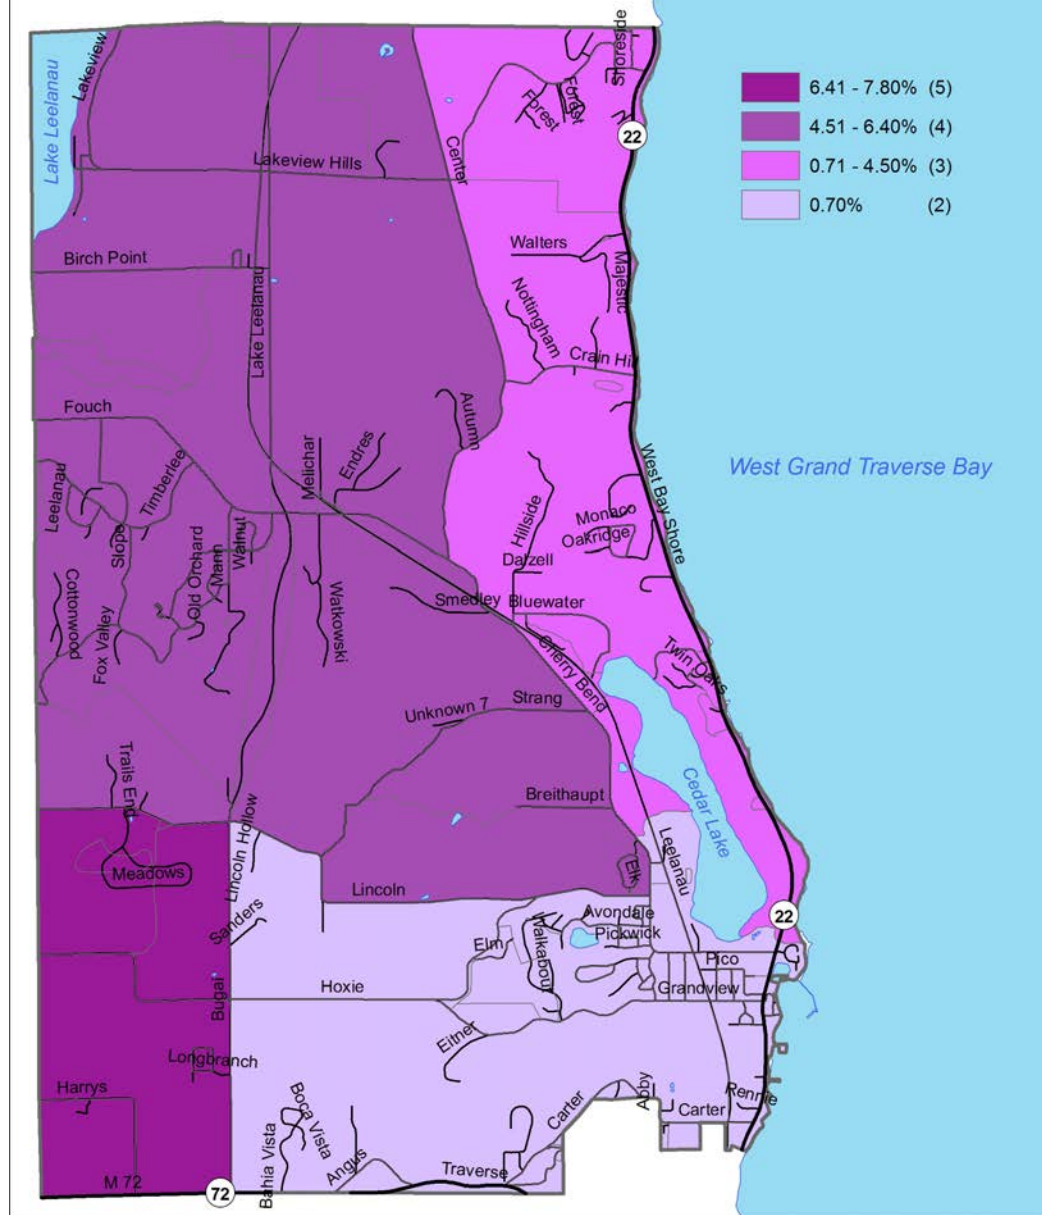 Shoreside
Lakeview
Lake Leelanau
6.41 - 7.80% (5)
4.51 - 6.40% (4)
0.71 - 4.50% (3)
0.70% (2)
Forest
Forest
22
Lakeview Hills
Center
Walters
Majestic
Birch Point
Lake Leelanau
Nottingham
Crain Hill
Fouch
Autumn
Melichar
Endres
West Grand Traverse Bay
West Bay Shore
Leelanau
Timberlee
Slope
Hillside
Monaco
Oakridge
Old Orchard
Mann
Walnut
Dalzell
Cottonwood
Fox Valley
Watkowski
Smedley
Bluewater
Cherry Bend
Twin Oaks
Strang
Unknown 7
Trails End
Cedar Lake
Breithaupt
Lincoln Hollow
Leelanau
Meadows
Elk
Lincoln
Sanders
Avondale
22
Pickwick
Elm
Walkabout
Pico
Bugai
Hoxie
Grandview
Eitner
Longbranch
Harrys
Boca Vista
Carter
Abby
Carter
Rennie
Bahia Vista
Angus
Traverse
M 72
72